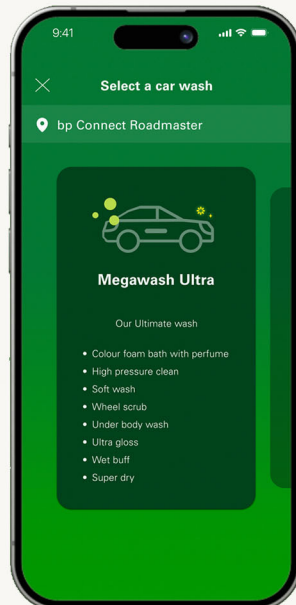 9:41
Select a car wash
bp Connect Roadmaster
Megawash Ultra
Our Ultimate wash
• Colour foam bath with perfume
• High pressure clean
• Soft wash
• Wheel scrub
• Under body wash
• Ultra gloss
• Wet buff
• Super dry